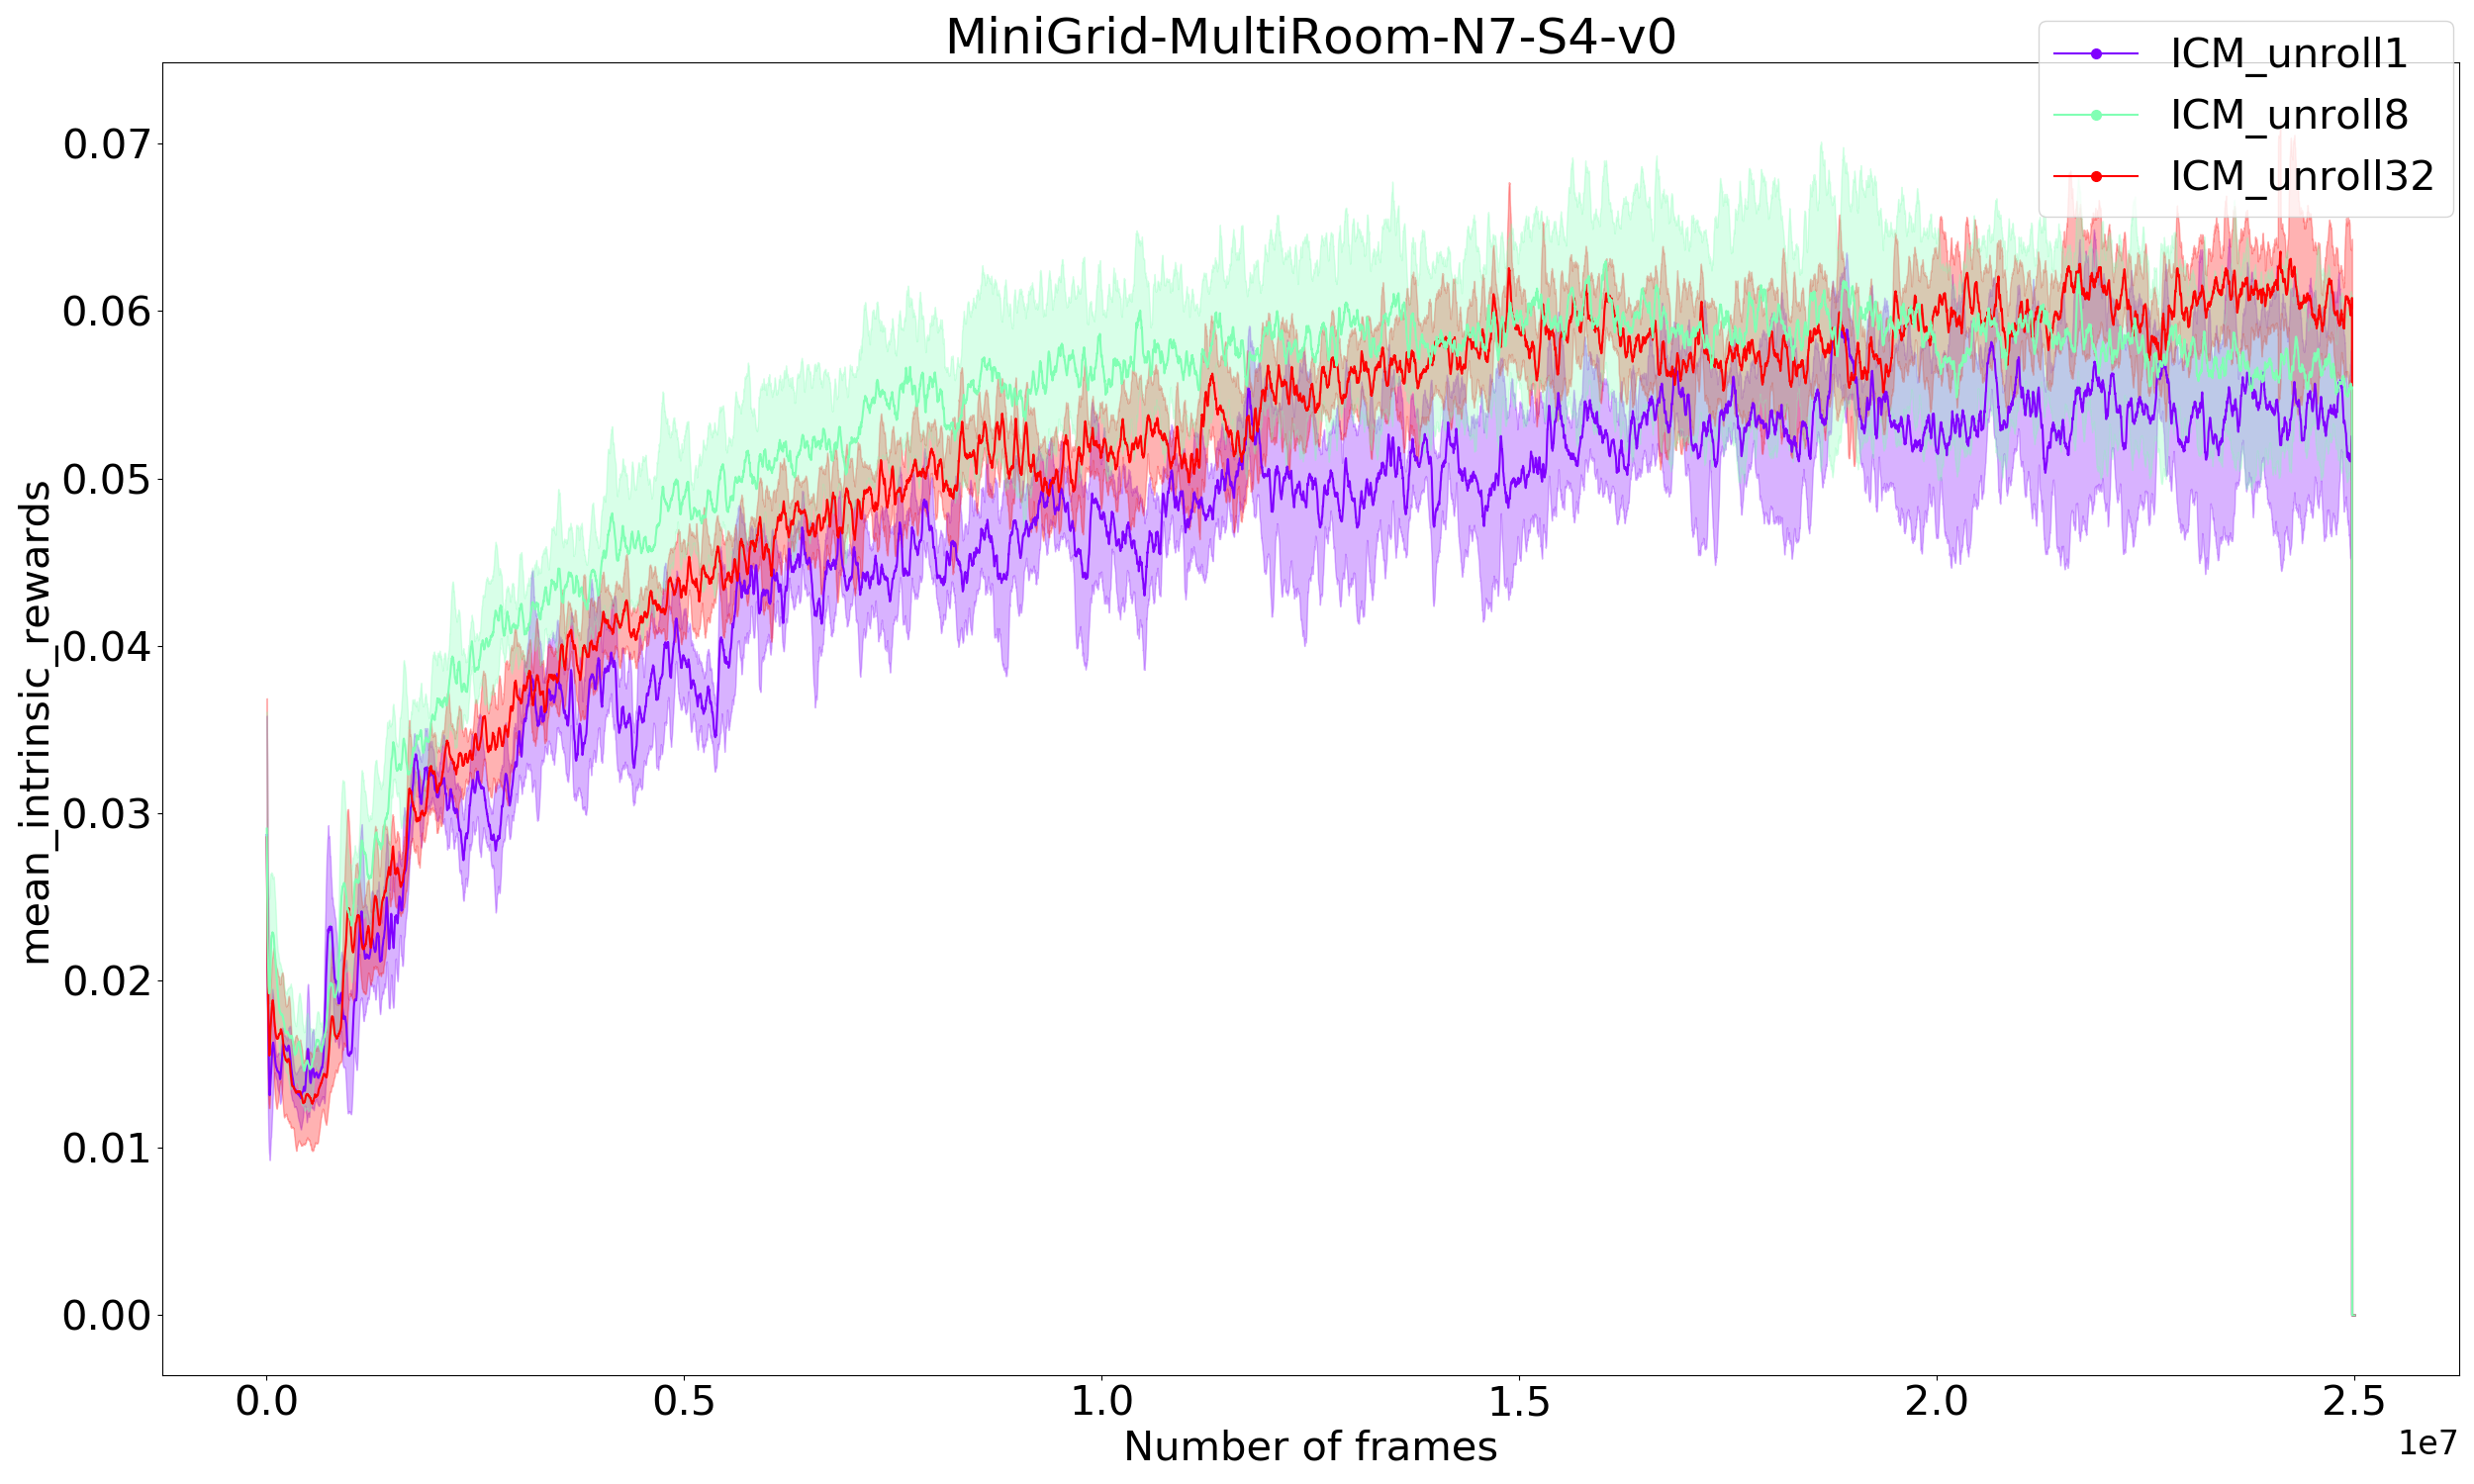 MiniGrid-MultiRoom-N7-S4-v0
ICM_unroll1
ICM_unroll8
ICM_unroll32
mean_intrinsic_rewards
0.07
0.06
0.05
0.04
0.03
0.02
0.01
0.00
0.0 0.5 1.0 1.5 2.0 2.5
Number of frames
1e7